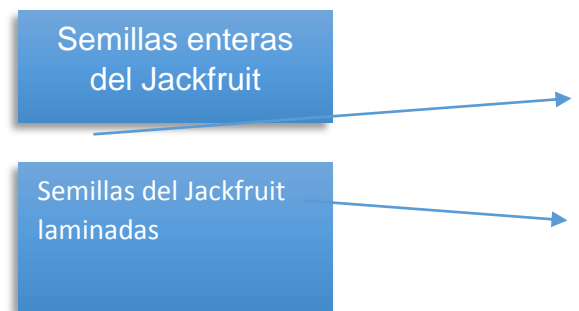 Semillas enteras
del Jackfruit
Semillas del Jackfruit
laminadas